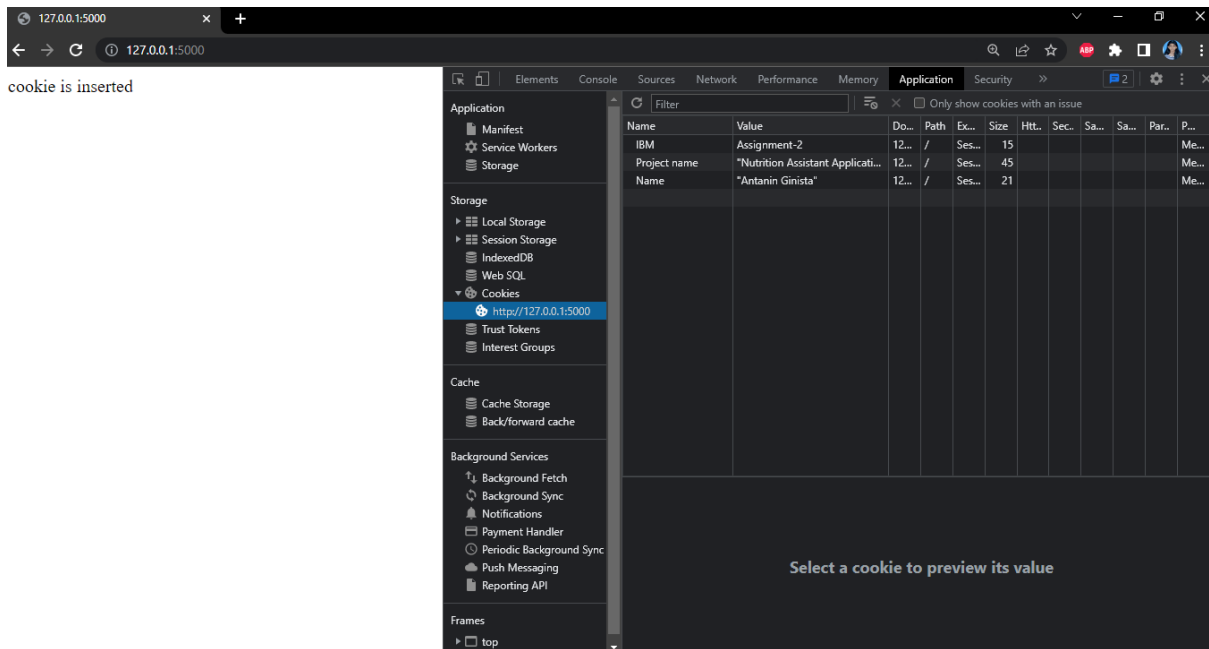 127.0.0.1:5000
127.0.0.1:5000
ABP
cookie is inserted
Elements Console Sources Network Performance Memory Application Security » 2
Application
Manifest
Service Workers
Storage
Storage
Local Storage
Session Storage
IndexedDB
Web SQL
Cookies
http://127.0.0.1:5000
Trust Tokens
Interest Groups
Cache
Cache Storage
Back/forward cache
Background Services
Background Fetch
Background Sync
Notifications
Payment Handler
Periodic Background Sync
Push Messaging
Reporting API
Frames
top
Filter Only show cookies with an issue
Name Value Do... Path Ex... Size Htt.. Sec.. Sa... Sa... Par.. P...
IBM Assignment-2 12... / Ses... 15 Me...
Project name "Nutrition Assistant Applicati... 12... / Ses... 45 Me...
Name "Antanin Ginista" 12... / Ses... 21 Me...
Select a cookie to preview its value